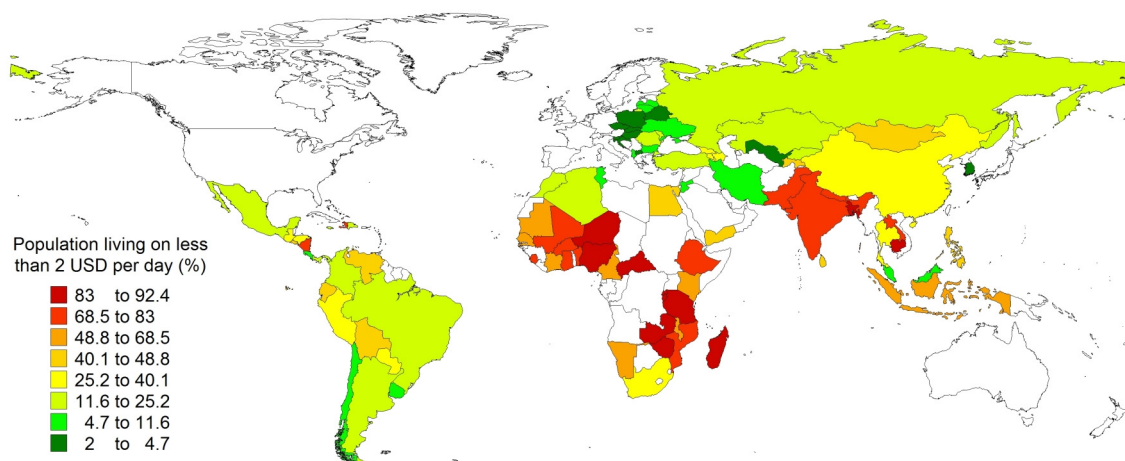 Population living on less
than 2 USD per day (%)
83 to 92.4
68.5 to 83
48.8 to 68.5
40.1 to 48.8
25.2 to 40.1
11.6 to 25.2
4.7 to 11.6
2 to 4.7